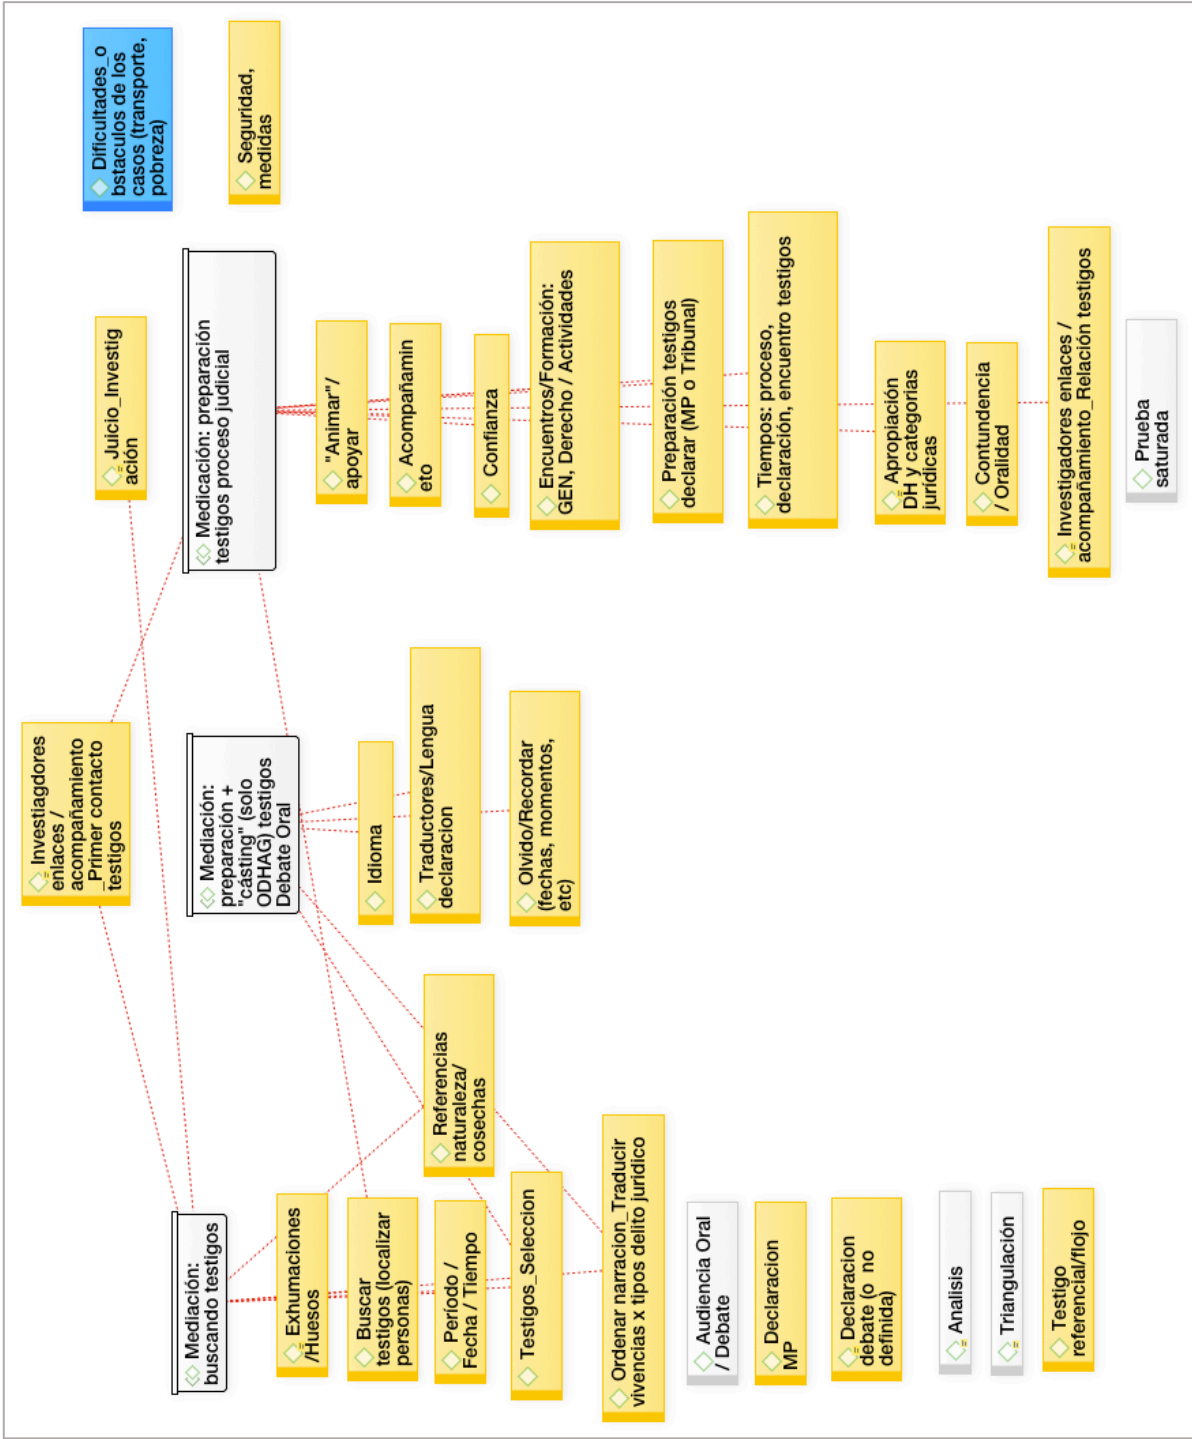 Investiagdores
enlaces /
acompañamiento
_Primer contacto
testigos
Juicio_Investig
ación
Dificultades_o
bstaculos de los
casos (transporte,
pobreza)
Seguridad,
medidas
Mediación:
buscando testigos
Mediación:
preparación +
"cásting" (solo
ODHAG) testigos
Debate Oral
Medicación: preparación
testigos proceso judicial
Exhumaciones
/Huesos
Buscar
testigos (localizar
personas)
Período /
Fecha / Tiempo
Testigos_Seleccion
Ordenar narracion_Traducir
vivencias x tipos delito jurídico
Audiencia Oral
/ Debate
Declaracion
MP
Declaracion
debate (o no
definida)
Analisis
Triangulación
Testigo
referencial/flojo
Referencias
naturaleza/
cosechas
Idioma
Traductores/Lengua
declaracion
Olvido/Recordar
(fechas, momentos,
etc)
"Animar"/
apoyar
Acompañamin
eto
Confianza
Encuentros/Formación:
GEN, Derecho / Actividades
Preparación testigos
declarar (MP o Tribunal)
Tiempos: proceso,
declaración, encuentro testigos
Apropiación
DH y categorias
jurídicas
Contundencia
/ Oralidad
Investigadores enlaces /
acompañamiento_Relación testigos
Prueba
saturada